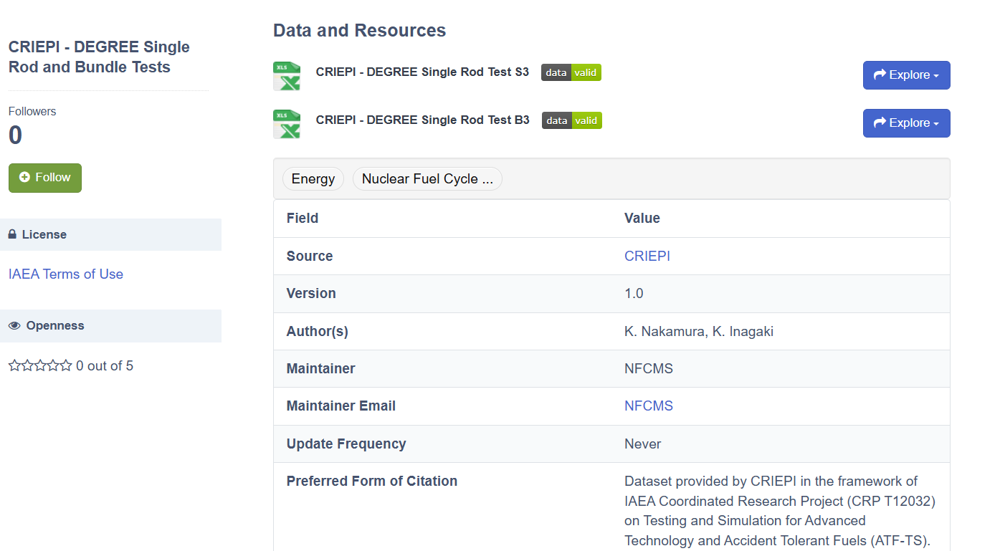 CRIEPI - DEGREE Single
Rod and Bundle Tests
Followers
0
Follow
License
IAEA Terms of Use
Openness
0 out of 5
Data and Resources
XLS
CRIEPI - DEGREE Single Rod Test S3
data valid
Explore
XLS
CRIEPI - DEGREE Single Rod Test B3
data valid
Explore
Energy
Nuclear Fuel Cycle ...
Field Value
Source CRIEPI
Version 1.0
Author(s) K. Nakamura, K. Inagaki
Maintainer NFCMS
Maintainer Email NFCMS
Update Frequency Never
Preferred Form of Citation Dataset provided by CRIEPI in the framework of
IAEA Coordinated Research Project (CRP T12032)
on Testing and Simulation for Advanced
Technology and Accident Tolerant Fuels (ATF-TS).